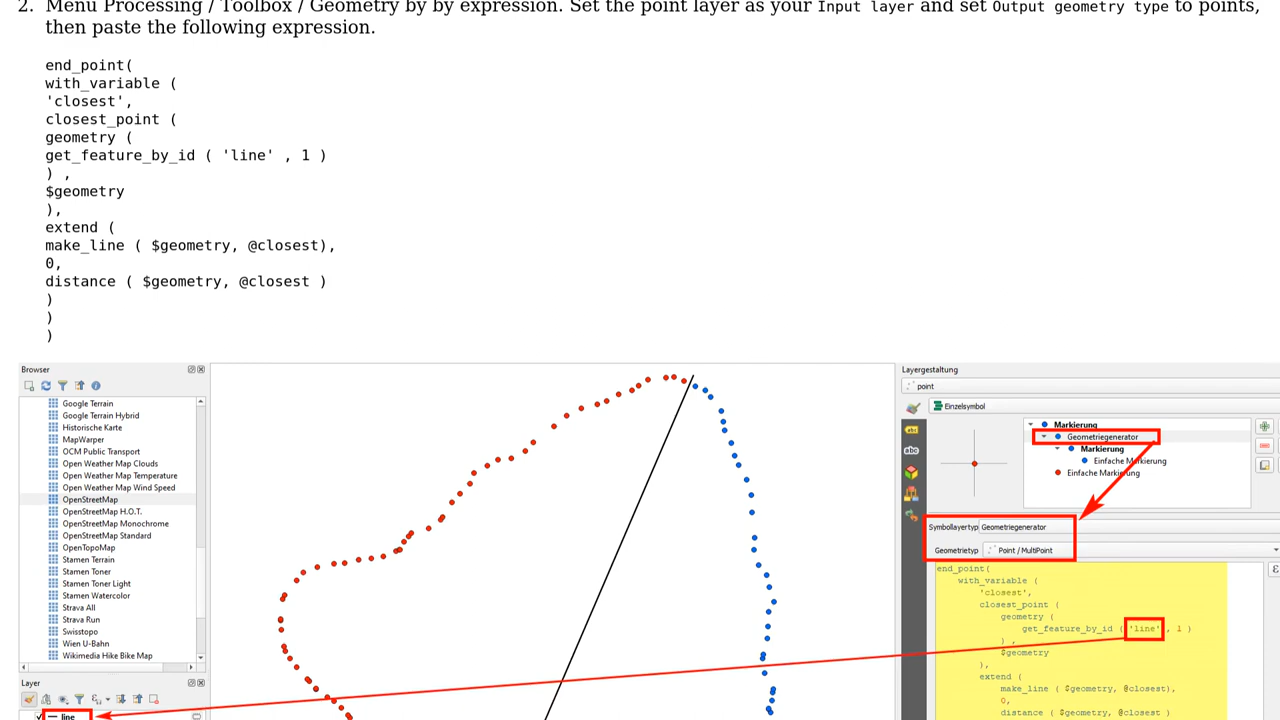 2. Menu Processing / Toolbox / Geometry by by expression. Set the point layer as your Input layer and set Output geometry type to points,
then paste the following expression.
end_point(
with_variable (
'closest',
closest_point (
geometry (
get_feature_by_id ( 'line' , 1 )
) ,
$geometry
),
extend (
make_line ( $geometry, @closest),
0,
distance ( $geometry, @closest )
)
)
)
Browser
Google Terrain
Google Terrain Hybrid
Historische Karte
MapWarper
OCM Public Transport
Open Weather Map Clouds
Open Weather Map Temperature
Open Weather Map Wind Speed
OpenStreetMap
OpenStreetMap H.O.T.
OpenStreetMap Monochrome
OpenStreetMap Standard
OpenTopoMap
Stamen Terrain
Stamen Toner
Stamen Toner Light
Stamen Watercolor
Strava All
Strava Run
Swisstopo
Wien U-Bahn
Wikimedia Hike Bike Map
Layer
line
Layergestaltung
point
Einzelsymbol
abc
abc
Markierung
Geometriegenerator
Markierung
Einfache Markierung
Einfache Markierung
Symbollayertyp Geometriegenerator
Geometrietyp Point / MultiPoint
ε
end_point(
with_variable (
'closest',
closest_point (
geometry (
get_feature_by_id ( 'line' , 1 )
) ,
$geometry
),
extend (
make_line ( $geometry, @closest),
0,
distance ( $geometry, @closest )